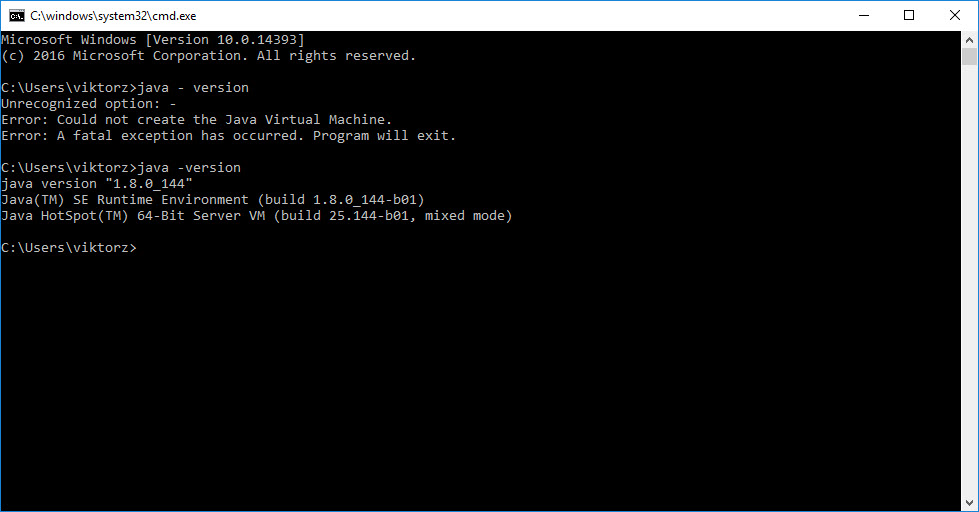 C:\windows\system32\cmd.exe
Microsoft Windows [Version 10.0.14393]
(c) 2016 Microsoft Corporation. All rights reserved.
C:\Users\viktorz>java - version
Unrecognized option: -
Error: Could not create the Java Virtual Machine.
Error: A fatal exception has occurred. Program will exit.
C:\Users\viktorz>java -version
java version "1.8.0_144"
Java(TM) SE Runtime Environment (build 1.8.0_144-b01)
Java HotSpot(TM) 64-Bit Server VM (build 25.144-b01, mixed mode)
C:\Users\viktorz>